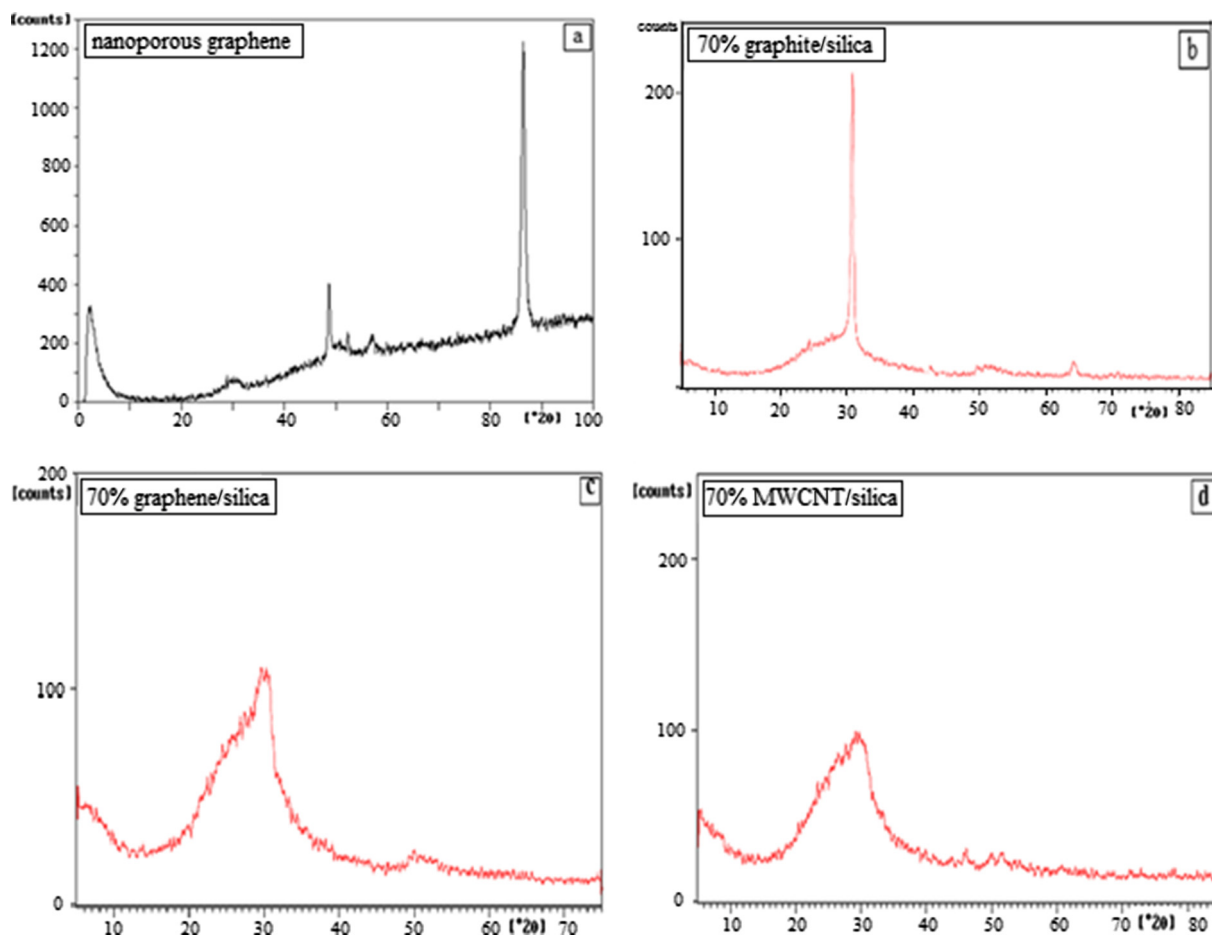 [counts]
nanoporous graphene
a
1200
1000
800
600
400
200
0
0 20 40 60 80 [°2θ] 100
counts
70% graphite/silica
b
200
100
10 20 30 40 50 60 70 [°2θ] 80
200
[counts]
70% graphene/silica
c
100
0
10 20 30 40 50 60 [°2θ] 70
[counts]
70% MWCNT/silica
d
200
100
0
10 20 30 40 50 60 [°2θ] 70 80